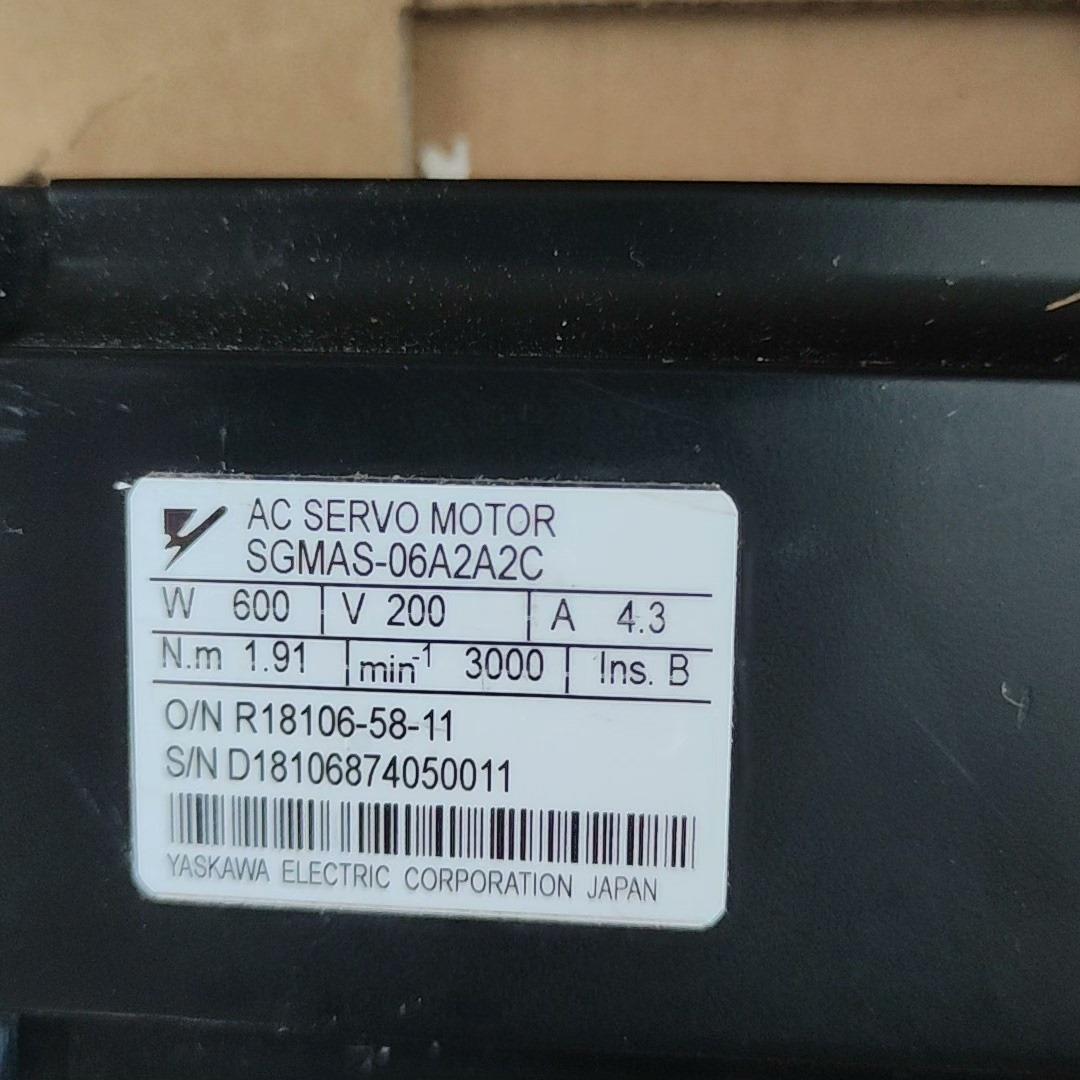 AC SERVO MOTOR
SGMAS-06A2A2C
W 600 V 200 A 4.3
N.m 1.91 min⁻¹ 3000 Ins. B
O/N R18106-58-11
S/N D18106874050011
YASKAWA ELECTRIC CORPORATION JAPAN